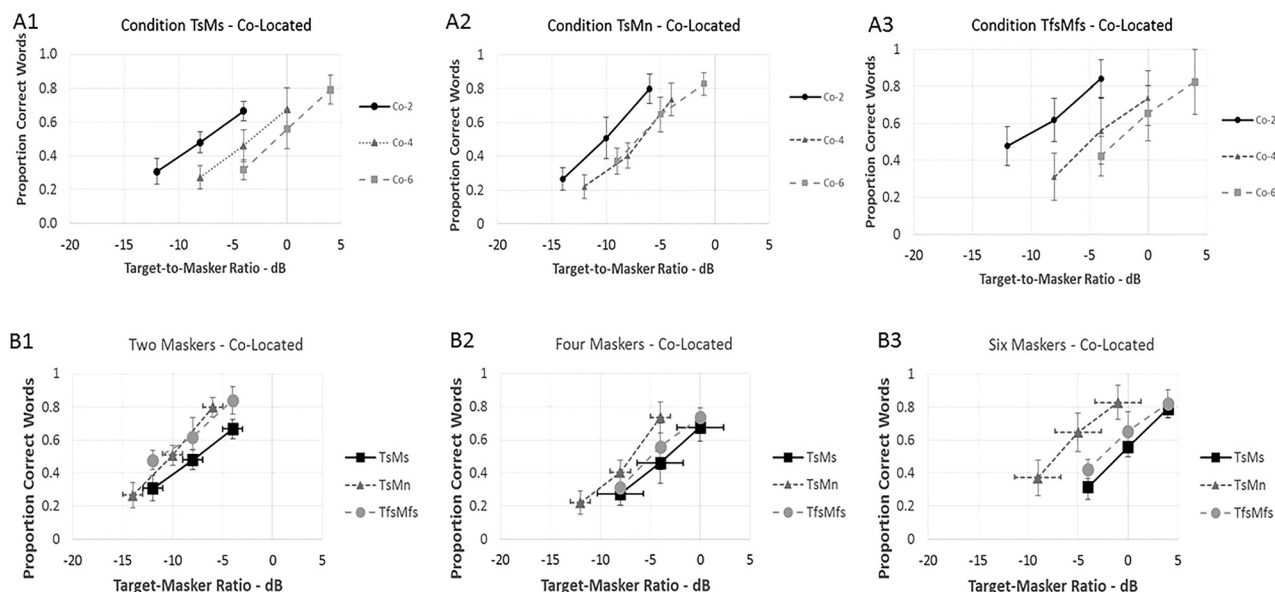 A1
Condition TsMs - Co-Located
Proportion Correct Words
1.0
0.8
0.6
0.4
0.2
0.0
-20 -15 -10 -5 0 5
Target-to-Masker Ratio - dB
Co-2
Co-4
Co-6
A2
Condition TsMn - Co-Located
Proportion Correct Words
1
0.8
0.6
0.4
0.2
0
-20 -15 -10 -5 0 5
Target-to-Masker Ratio - dB
Co-2
Co-4
Co-6
A3
Condition TfsMfs - Co-Located
Proportion Correct Words
1
0.8
0.6
0.4
0.2
0
-20 -15 -10 -5 0 5
Target-to-Masker Ratio - dB
Co-2
Co-4
Co-6
B1
Two Maskers - Co-Located
Proportion Correct Words
1
0.8
0.6
0.4
0.2
0
-20 -15 -10 -5 0 5
Target-Masker Ratio - dB
TsMs
TsMn
TfsMfs
B2
Four Maskers - Co-Located
Proportion Correct Words
1
0.8
0.6
0.4
0.2
0
-20 -15 -10 -5 0 5
Target-Masker Ratio - dB
TsMs
TsMn
TfsMfs
B3
Six Maskers - Co-Located
Proportion Correct Words
1
0.8
0.6
0.4
0.2
0
-20 -15 -10 -5 0 5
Target-Masker Ratio - dB
TsMs
TsMn
TfsMfs